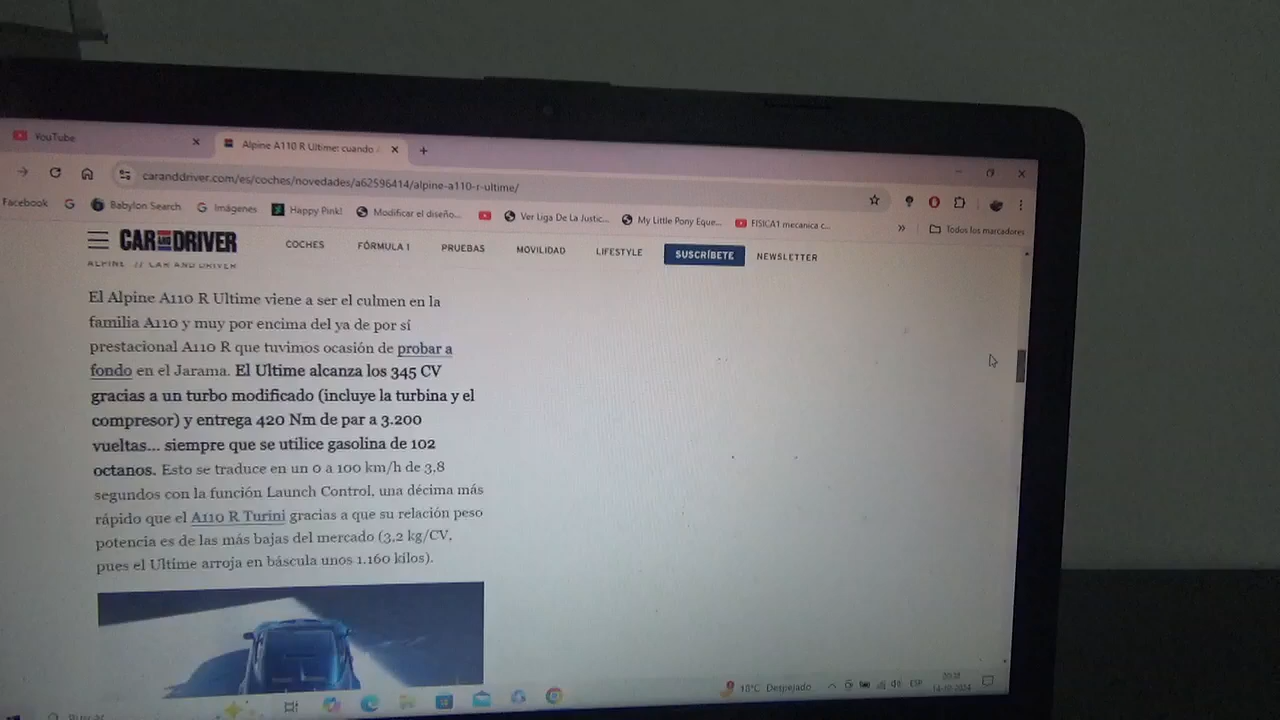 YouTube
Alpine A110 R Ultime: cuando
caranddriver.com/es/coches/novedades/a62596414/alpine-a110-r-ultime/
Facebook
Babylon Search
Imágenes
Happy Pink!
Modificar el diseño...
Ver Liga De La Justic...
My Little Pony Eque...
FISICA1 mecanica c...
Todos los marcadores
CAR AND DRIVER
COCHES
FÓRMULA 1
PRUEBAS
MOVILIDAD
LIFESTYLE
SUSCRÍBETE
NEWSLETTER
ALPINE // CAR AND DRIVER
El Alpine A110 R Ultime viene a ser el culmen en la
familia A110 y muy por encima del ya de por sí
prestacional A110 R que tuvimos ocasión de probar a
fondo en el Jarama. El Ultime alcanza los 345 CV
gracias a un turbo modificado (incluye la turbina y el
compresor) y entrega 420 Nm de par a 3.200
vueltas... siempre que se utilice gasolina de 102
octanos. Esto se traduce en un 0 a 100 km/h de 3,8
segundos con la función Launch Control, una décima más
rápido que el A110 R Turini gracias a que su relación peso
potencia es de las más bajas del mercado (3,2 kg/CV,
pues el Ultime arroja en báscula unos 1.160 kilos).
Buscar
18°C Despejado
ESP